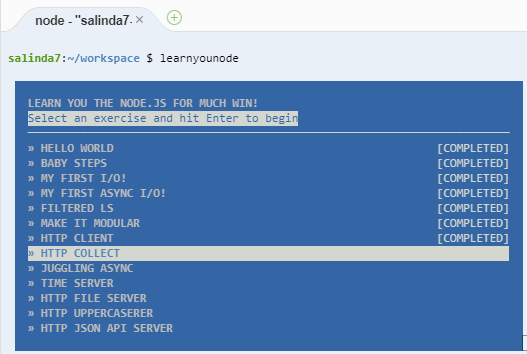 node - "salinda7-
salinda7:~/workspace $ learnyounode
LEARN YOU THE NODE.JS FOR MUCH WIN!
Select an exercise and hit Enter to begin
» HELLO WORLD [COMPLETED]
» BABY STEPS [COMPLETED]
» MY FIRST I/O! [COMPLETED]
» MY FIRST ASYNC I/O! [COMPLETED]
» FILTERED LS [COMPLETED]
» MAKE IT MODULAR [COMPLETED]
» HTTP CLIENT [COMPLETED]
» HTTP COLLECT
» JUGGLING ASYNC
» TIME SERVER
» HTTP FILE SERVER
» HTTP UPPERCASERER
» HTTP JSON API SERVER